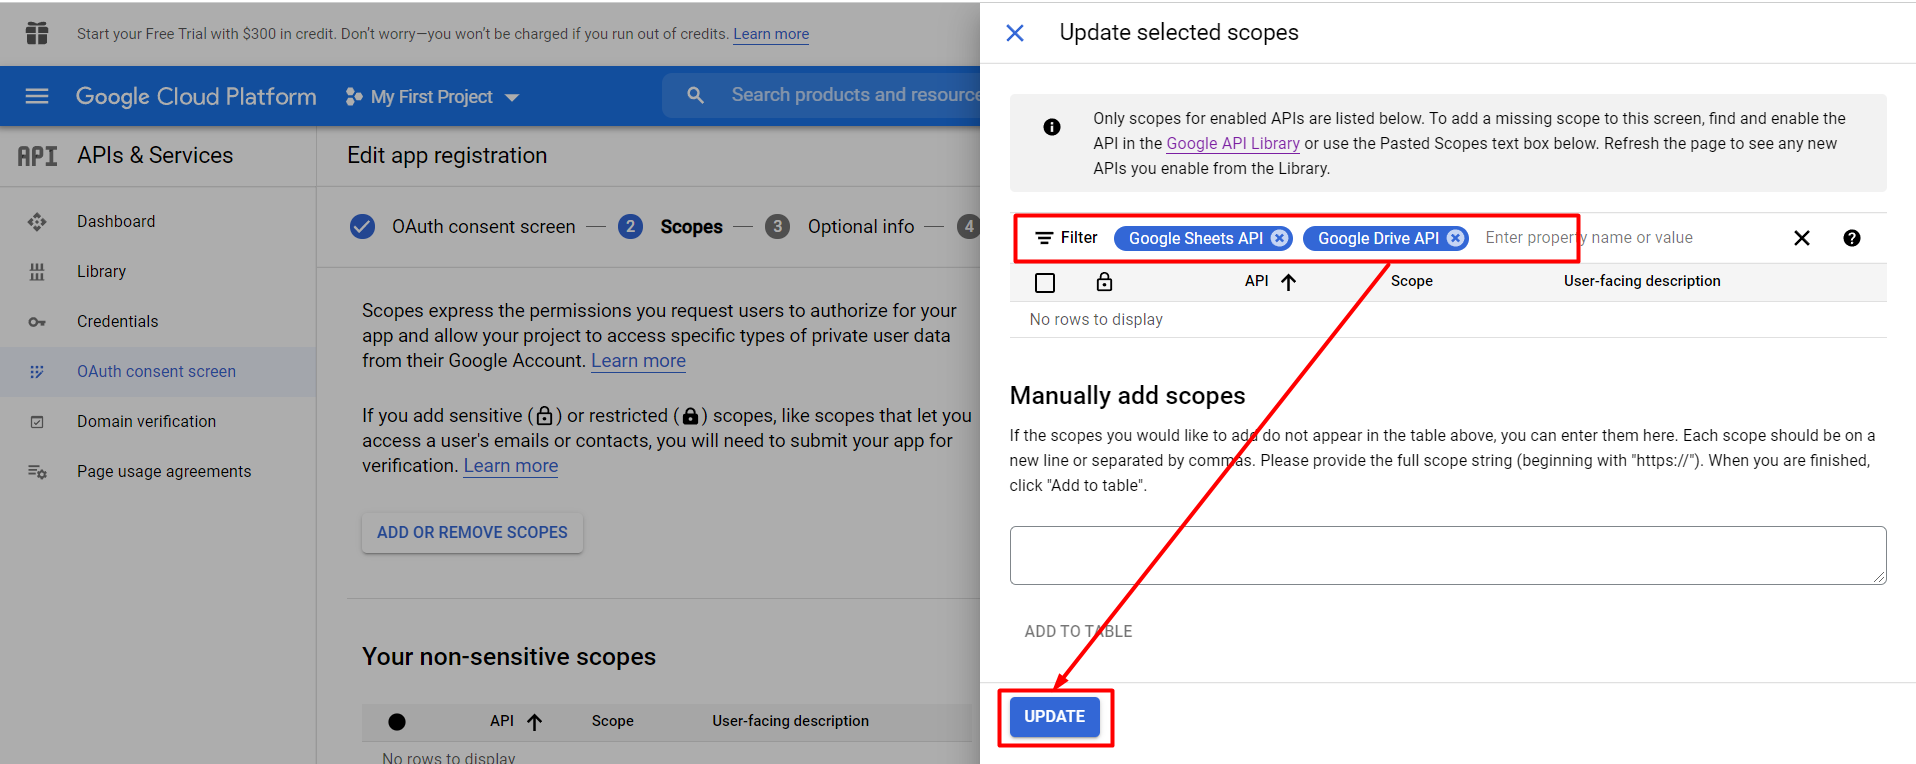 Start your Free Trial with $300 in credit. Don't worry—you won't be charged if you run out of credits. Learn more
Google Cloud Platform
My First Project
Search products and resource
API APIs & Services
Dashboard
Library
Credentials
OAuth consent screen
Domain verification
Page usage agreements
Edit app registration
OAuth consent screen — 2 Scopes — 3 Optional info — 4
Scopes express the permissions you request users to authorize for your
app and allow your project to access specific types of private user data
from their Google Account. Learn more
If you add sensitive ( ) or restricted ( ) scopes, like scopes that let you
access a user's emails or contacts, you will need to submit your app for
verification. Learn more
ADD OR REMOVE SCOPES
Your non-sensitive scopes
API Scope User-facing description
No rows to display
Update selected scopes
Only scopes for enabled APIs are listed below. To add a missing scope to this screen, find and enable the
API in the Google API Library or use the Pasted Scopes text box below. Refresh the page to see any new
APIs you enable from the Library.
Filter Google Sheets API Google Drive API Enter property name or value
API Scope User-facing description
No rows to display
Manually add scopes
If the scopes you would like to add do not appear in the table above, you can enter them here. Each scope should be on a
new line or separated by commas. Please provide the full scope string (beginning with "https://"). When you are finished,
click "Add to table".
ADD TO TABLE
UPDATE